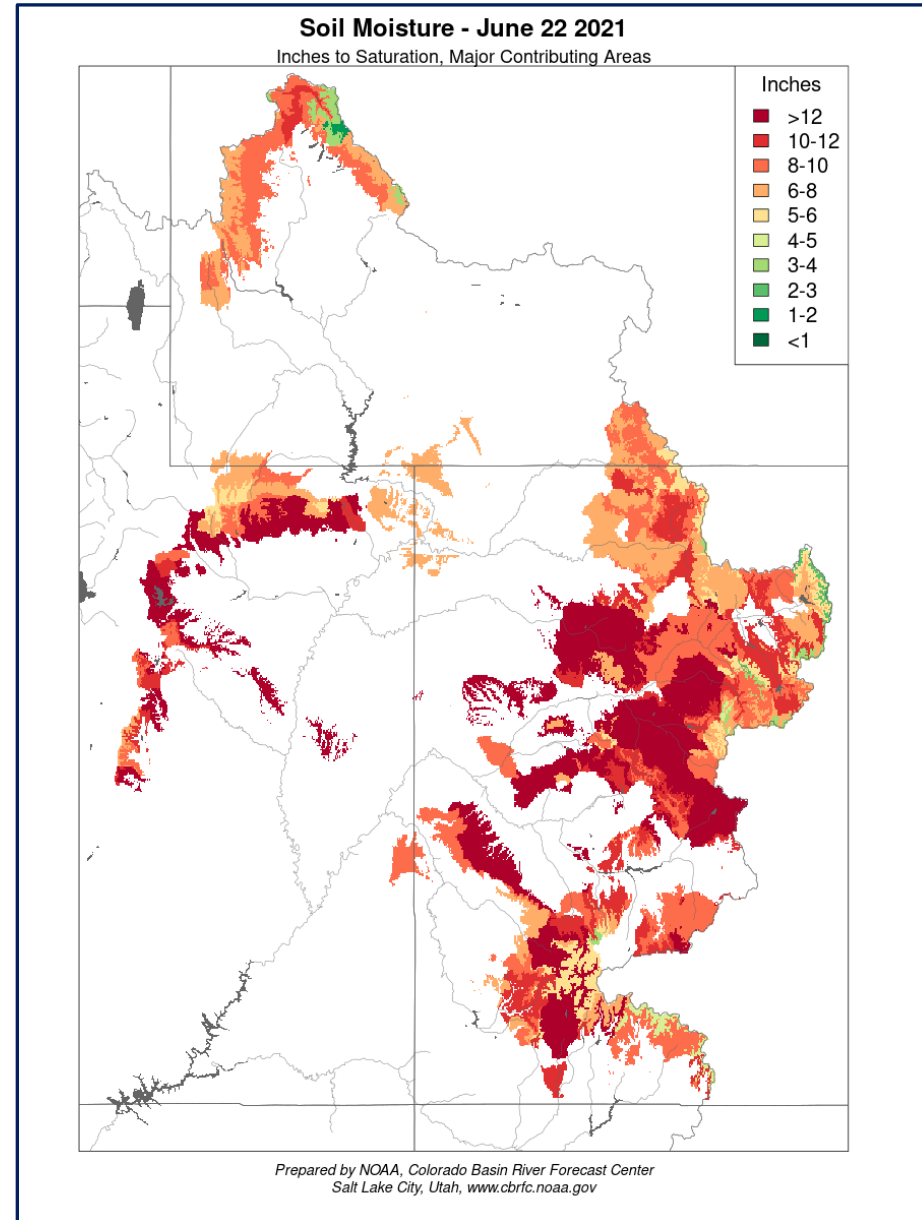 Soil Moisture - June 22 2021
Inches to Saturation, Major Contributing Areas
Inches
>12
10-12
8-10
6-8
5-6
4-5
3-4
2-3
1-2
<1
Prepared by NOAA, Colorado Basin River Forecast Center
Salt Lake City, Utah, www.cbrfc.noaa.gov